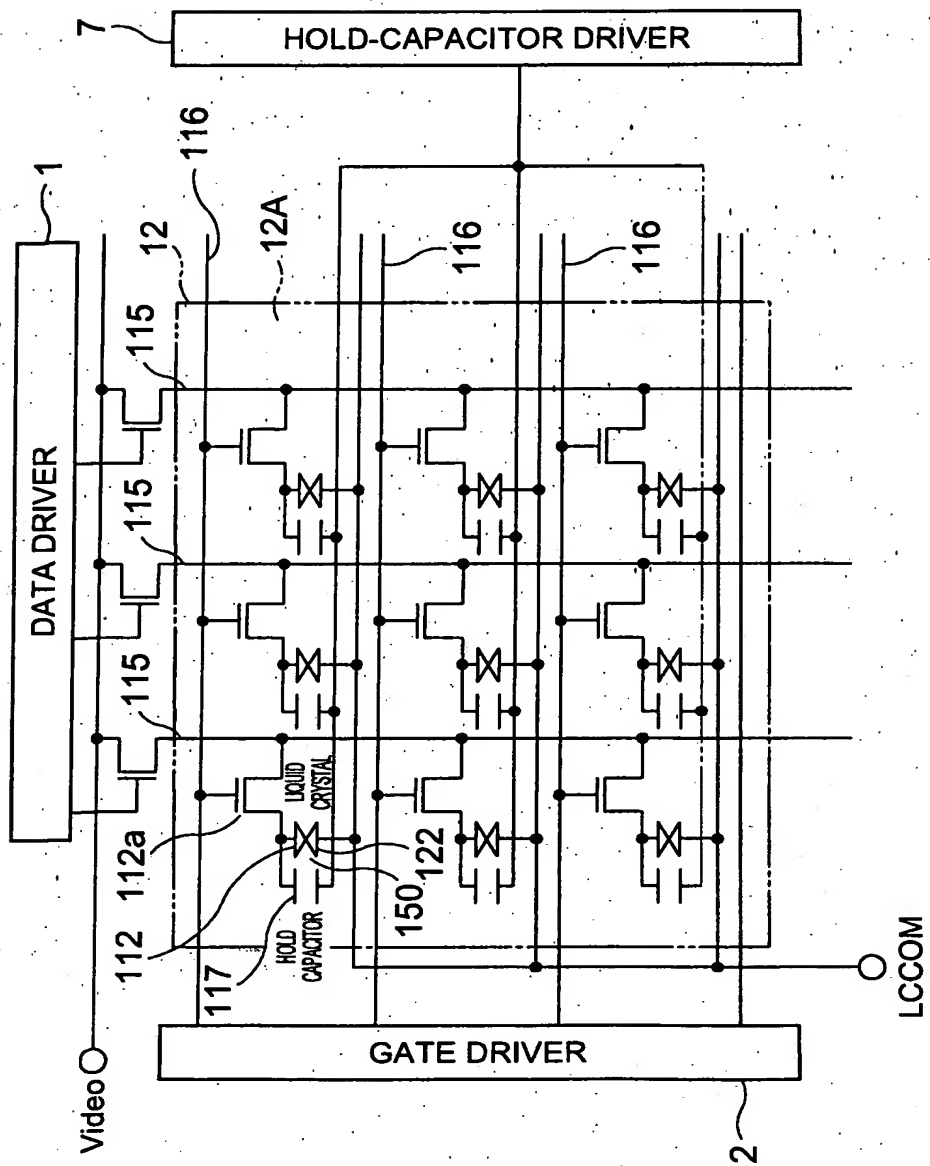 7
HOLD-CAPACITOR DRIVER
1
116
12
12A
116
116
DATA DRIVER
115
115
115
112a
LIQUID
CRYSTAL
112
122
150
117
HOLD
CAPACITOR
Video
GATE DRIVER
2
LCCOM